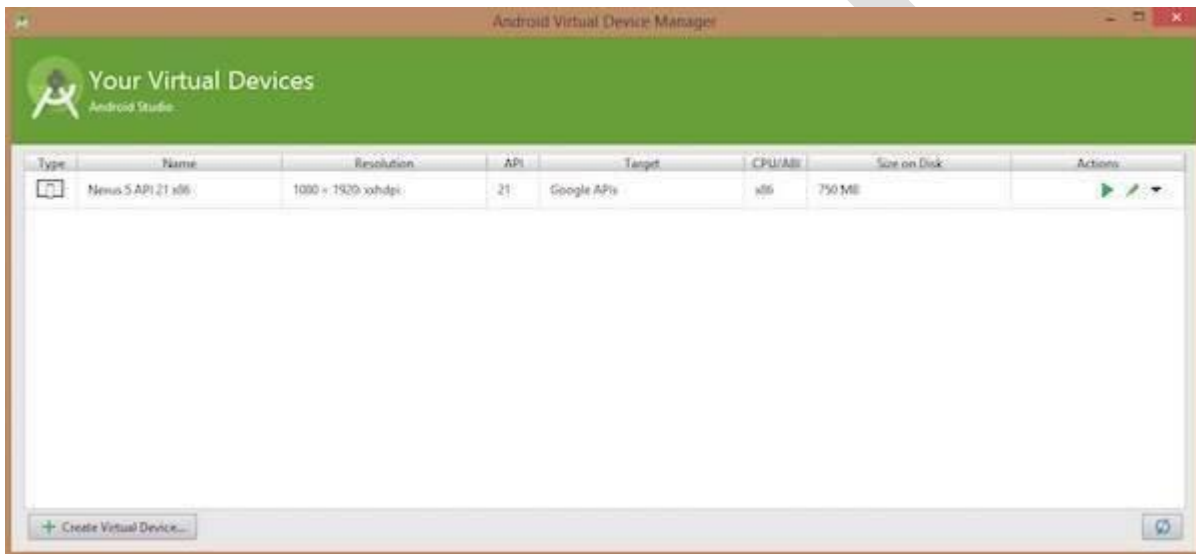 Android Virtual Device Manager
Your Virtual Devices
Android Studio
Type Name Resolution API Target CPU/ABI Size on Disk Actions
Nexus 5 API 21 x86 1080 × 1920: xxhdpi 21 Google APIs x86 750 MB
+ Create Virtual Device...